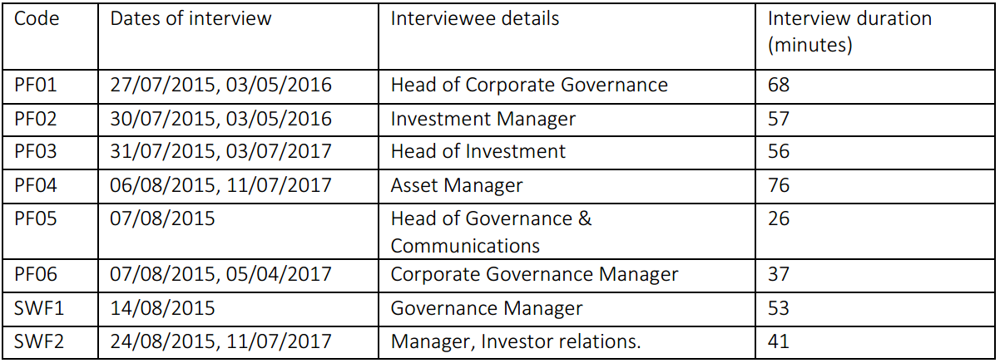 Code Dates of interview Interviewee details Interview duration
(minutes)
PF01 27/07/2015, 03/05/2016 Head of Corporate Governance 68
PF02 30/07/2015, 03/05/2016 Investment Manager 57
PF03 31/07/2015, 03/07/2017 Head of Investment 56
PF04 06/08/2015, 11/07/2017 Asset Manager 76
PF05 07/08/2015 Head of Governance & 26
Communications
PF06 07/08/2015, 05/04/2017 Corporate Governance Manager 37
SWF1 14/08/2015 Governance Manager 53
SWF2 24/08/2015, 11/07/2017 Manager, Investor relations. 41